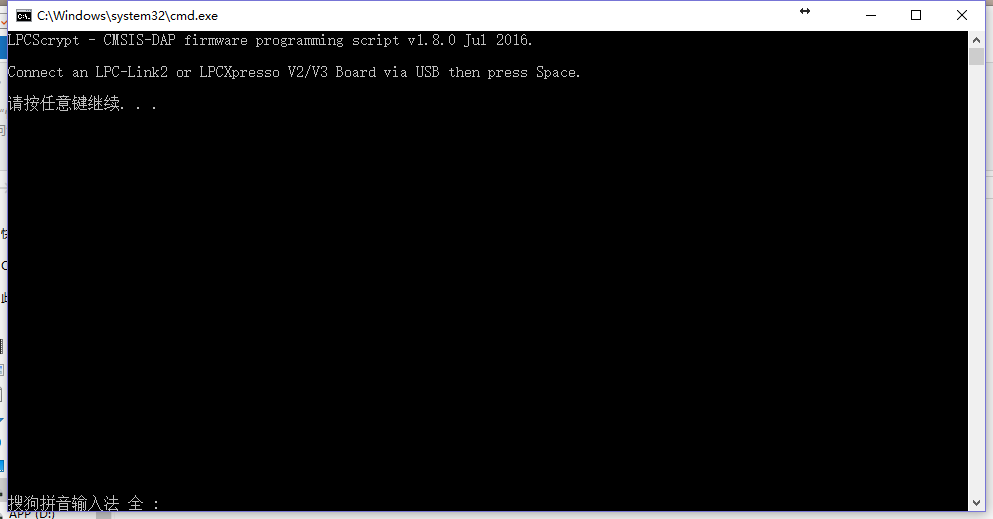 C:\Windows\system32\cmd.exe
LPCScrypt - CMSIS-DAP firmware programming script v1.8.0 Jul 2016.
Connect an LPC-Link2 or LPCXpresso V2/V3 Board via USB then press Space.
请按任意键继续. . .
搜狗拼音输入法 全 :
APP (D:)